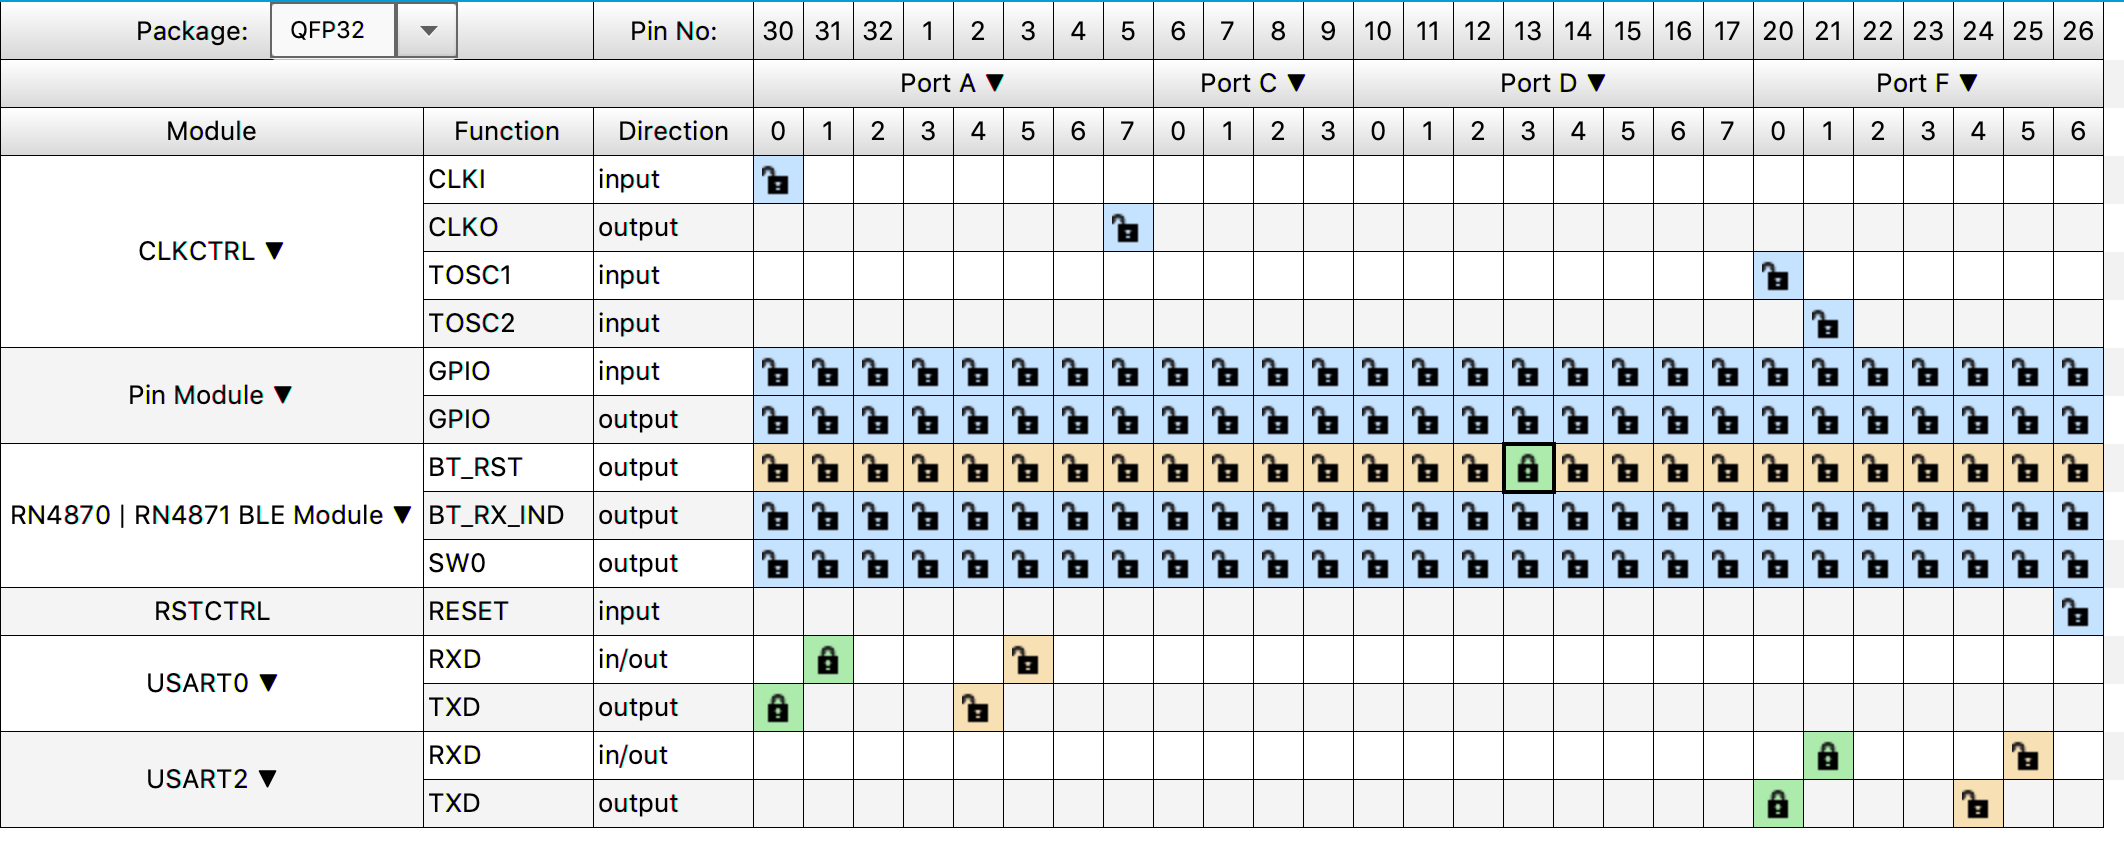 Package: QFP32 Pin No: 30 31 32 1 2 3 4 5 6 7 8 9 10 11 12 13 14 15 16 17 20 21 22 23 24 25 26
Port A ▼ Port C ▼ Port D ▼ Port F ▼
Module Function Direction 0 1 2 3 4 5 6 7 0 1 2 3 0 1 2 3 4 5 6 7 0 1 2 3 4 5 6
CLKCTRL ▼
CLKI input
CLKO output
TOSC1 input
TOSC2 input
Pin Module ▼
GPIO input
GPIO output
RN4870 | RN4871 BLE Module ▼
BT_RST output
BT_RX_IND output
SW0 output
RSTCTRL RESET input
USART0 ▼
RXD in/out
TXD output
USART2 ▼
RXD in/out
TXD output